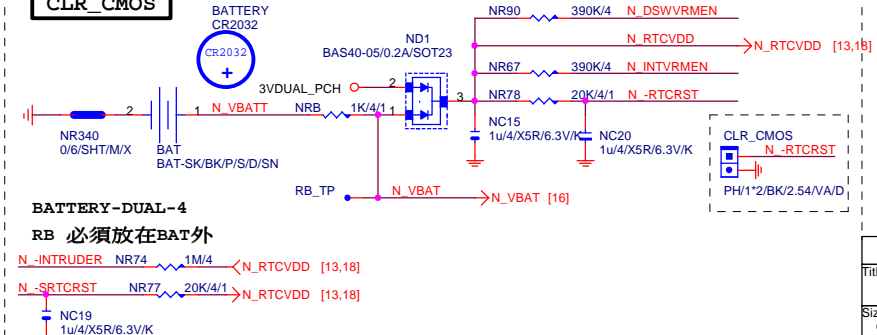 CLR_CMOS
BATTERY
CR2032
CR2032
+
NR90 390K/4 N_DSWVRMEN
N_RTCVDD
N_RTCVDD [13,18]
ND1
BAS40-05/0.2A/SOT23
3VDUAL_PCH
2
1
3
NR67 390K/4 N_INTVRMEN
NR78 20K/4/1 N_-RTCRST
2
1
N_VBATT
NRB 1K/4/1
NR340
0/6/SHT/M/X
BAT
BAT-SK/BK/P/S/D/SN
NC15
1u/4/X5R/6.3V/K
NC20
1u/4/X5R/6.3V/K
CLR_CMOS
N_-RTCRST
PH/1*2/BK/2.54/VA/D
RB_TP
N_VBAT
N_VBAT [16]
BATTERY-DUAL-4
RB 必須放在BAT外
N_-INTRUDER NR74 1M/4 N_RTCVDD [13,18]
N_-SRTCRST NR77 20K/4/1 N_RTCVDD [13,18]
NC19
1u/4/X5R/6.3V/K